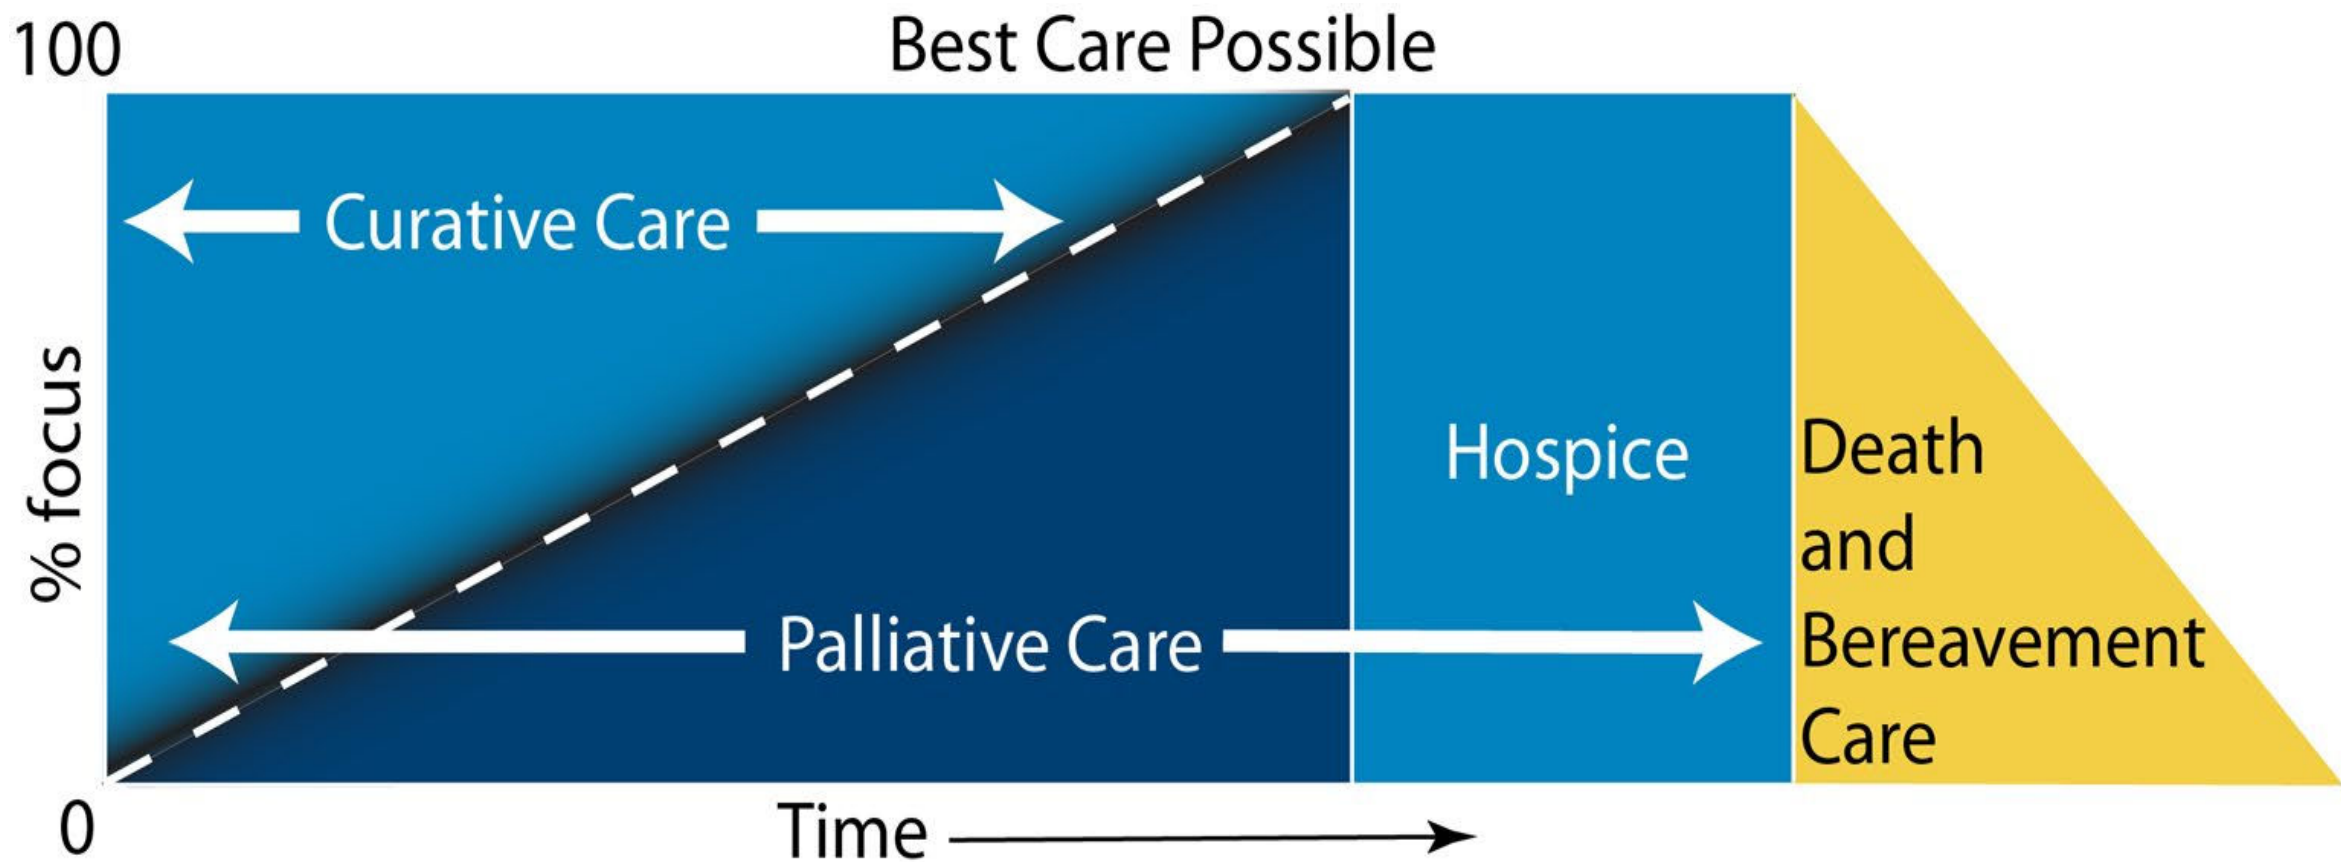 100
Best Care Possible
Curative Care
% focus
Hospice
Palliative Care
Death
and
Bereavement
Care
0
Time